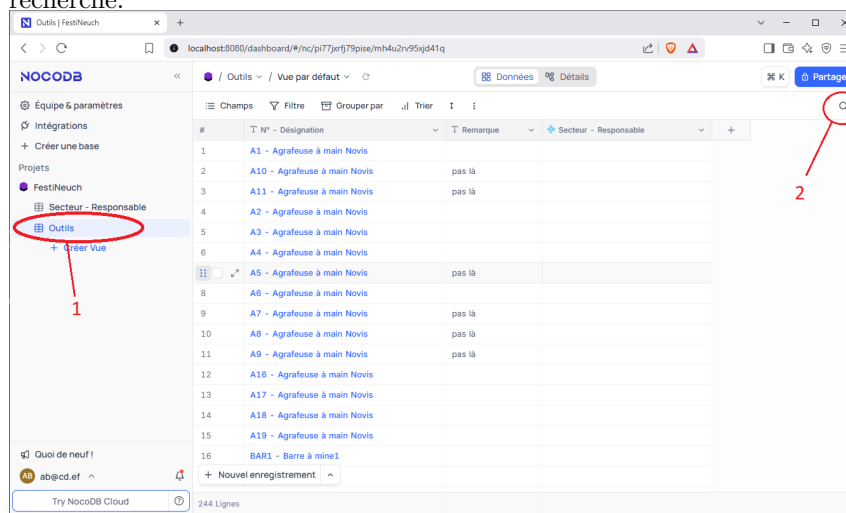 recherche.
Outils | FestiNeuch
localhost:8080/dashboard/#/nc/pi77jxrfj79pise/mh4u2rv95xjd41q
NOCODB
/ Outils / Vue par défaut
Données
Détails
⌘ K
Partage
Équipe & paramètres
Intégrations
Créer une base
Projets
FestiNeuch
Secteur - Responsable
Outils
+ Créer Vue
1
2
Champs Filtre Grouper par Trier
# N° - Désignation Remarque Secteur - Responsable +
1 A1 - Agrafeuse à main Novis
2 A10 - Agrafeuse à main Novis pas là
3 A11 - Agrafeuse à main Novis pas là
4 A2 - Agrafeuse à main Novis
5 A3 - Agrafeuse à main Novis
6 A4 - Agrafeuse à main Novis
A5 - Agrafeuse à main Novis pas là
8 A6 - Agrafeuse à main Novis
9 A7 - Agrafeuse à main Novis pas là
10 A8 - Agrafeuse à main Novis pas là
11 A9 - Agrafeuse à main Novis pas là
12 A16 - Agrafeuse à main Novis
13 A17 - Agrafeuse à main Novis
14 A18 - Agrafeuse à main Novis
15 A19 - Agrafeuse à main Novis
16 BAR1 - Barre à mine1
+ Nouvel enregistrement
244 Lignes
Quoi de neuf !
AB ab@cd.ef
Try NocoDB Cloud